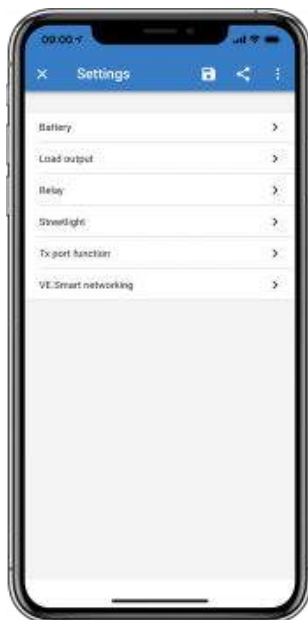 09:00
Settings
Battery
Load output
Relay
Streetlight
Tx port function
VE.Smart networking